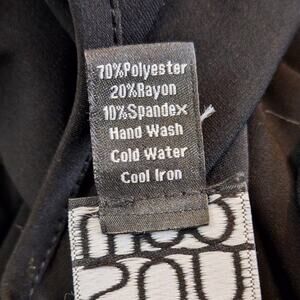 70%Polyester
20%Rayon
10%Spandex
Hand Wash
Cold Water
Cool Iron